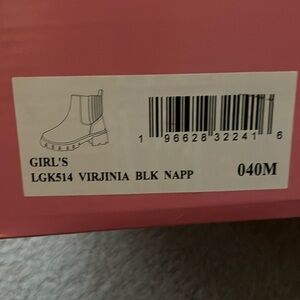 1 96628 32241 6
GIRL'S
LGK514 VIRJINIA BLK NAPP 040M